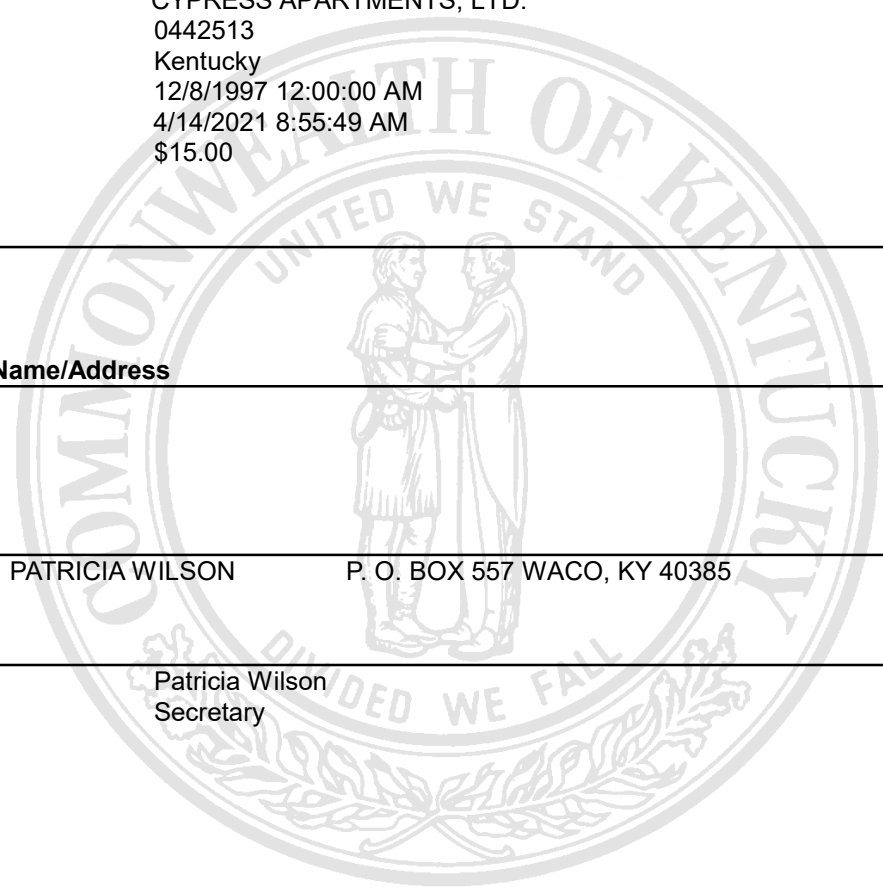 CYPRESS APARTMENTS, LTD.
0442513
Kentucky
12/8/1997 12:00:00 AM
4/14/2021 8:55:49 AM
$15.00
COMMONWEALTH OF KENTUCKY
UNITED WE STAND
Name/Address
PATRICIA WILSON P. O. BOX 557 WACO, KY 40385
Patricia Wilson
Secretary
DIVIDED WE FALL